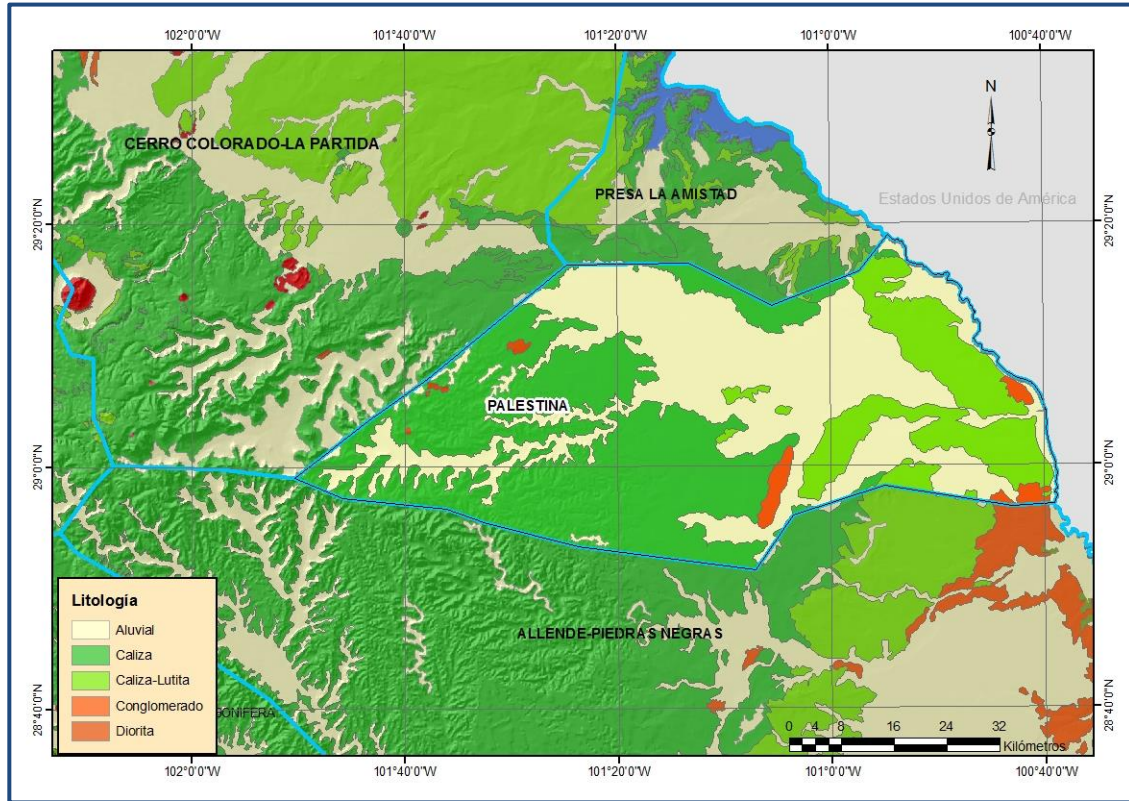 102°0'0"W 101°40'0"W 101°20'0"W 101°0'0"W 100°40'0"W
N
CERRO COLORADO-LA PARTIDA
PRESA LA AMISTAD
Estados Unidos de América
29°20'0"N
29°20'0"N
PALESTINA
29°0'0"N
29°0'0"N
Litología
Aluvial
Caliza
Caliza-Lutita
Conglomerado
Diorita
ALLENDE-PIEDRAS NEGRAS
28°40'0"N
28°40'0"N
0 4 8 16 24 32
Kilómetros
102°0'0"W 101°40'0"W 101°20'0"W 101°0'0"W 100°40'0"W